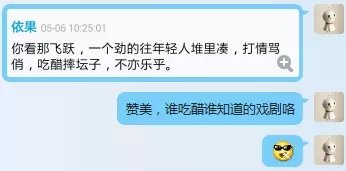 依果 05-06 10:25:01
你看那飞跃，一个劲的往年轻人堆里凑，打情骂
俏，吃醋摔坛子，不亦乐乎。
赞美，谁吃醋谁知道的戏剧咯